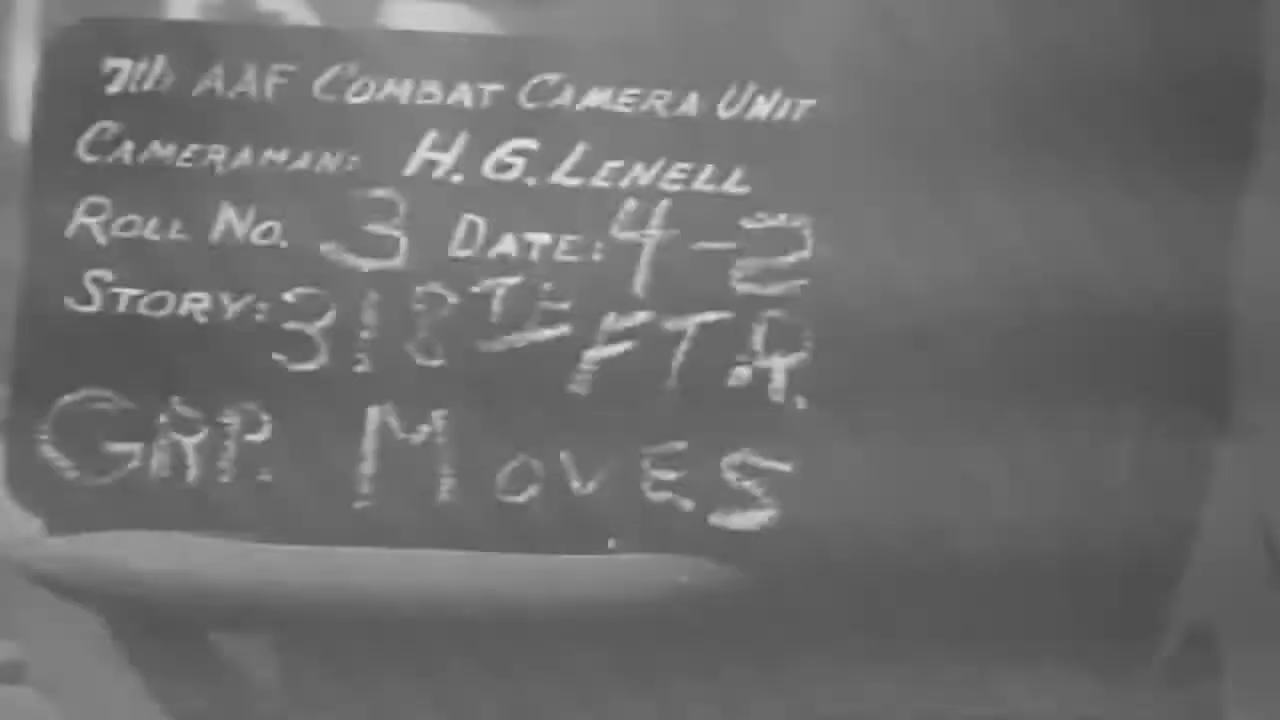 7th AAF COMBAT CAMERA UNIT
CAMERAMAN: H. G. LENELL
ROLL NO. 3 DATE: 4-2
STORY: 318TH FTR.
GRP. MOVES